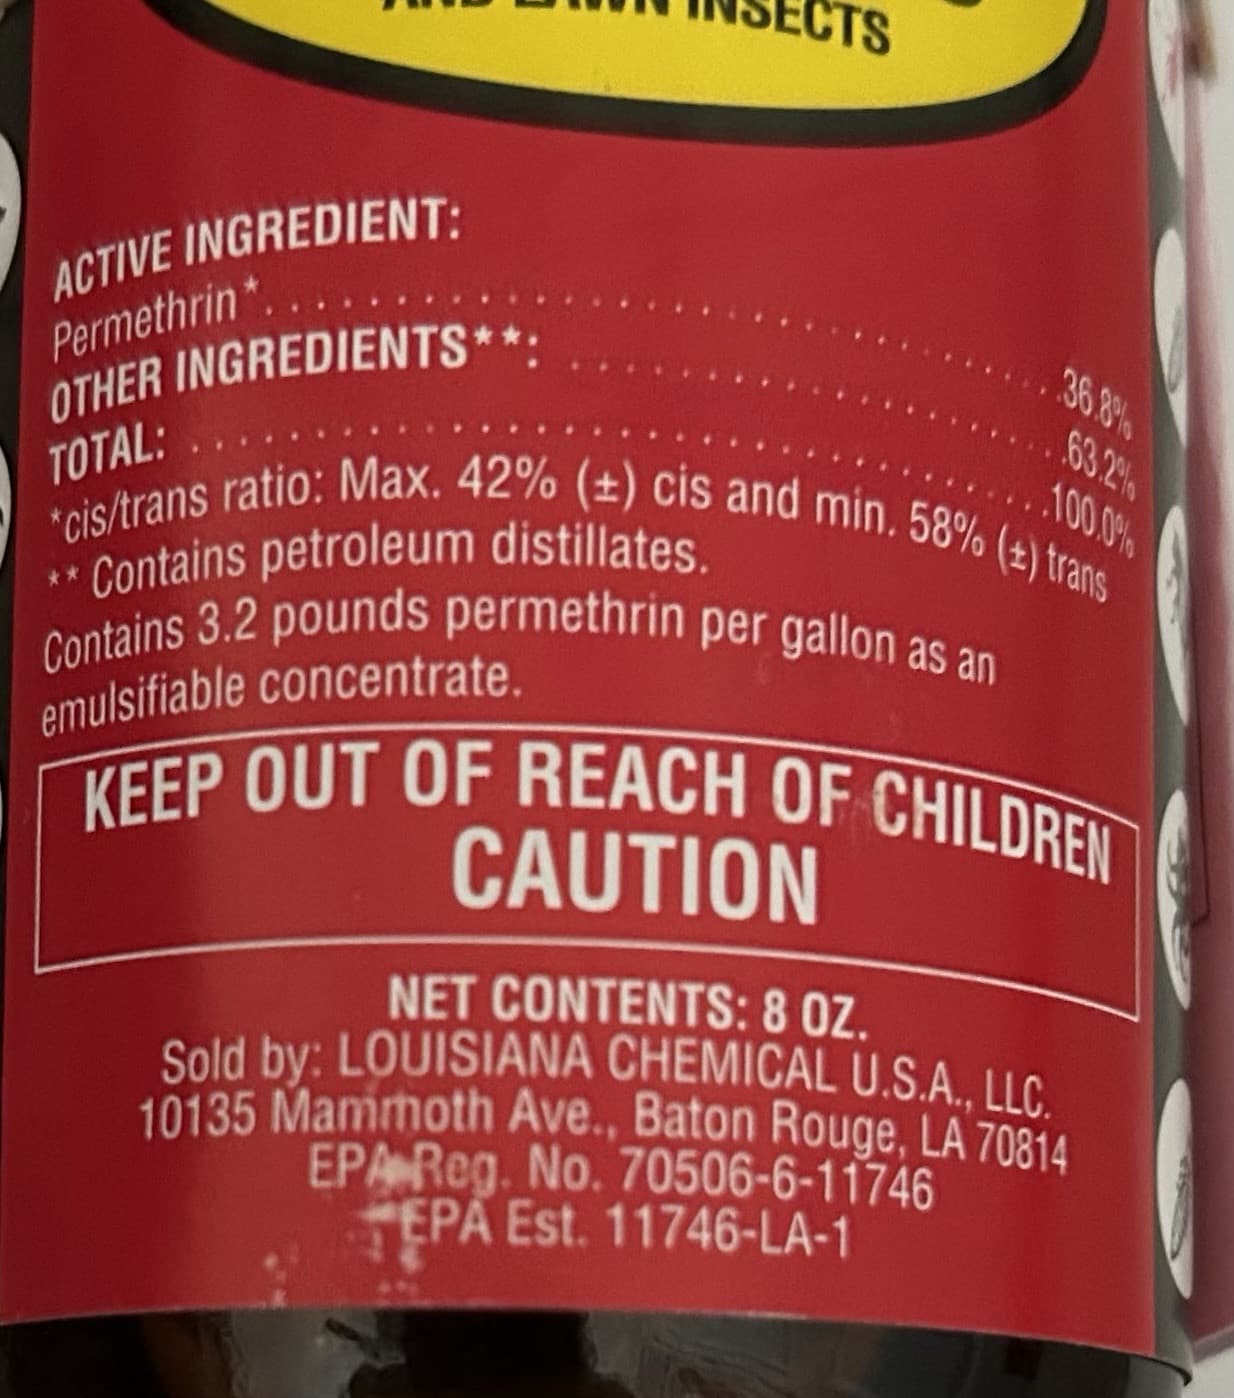 AND LAWN INSECTS
ACTIVE INGREDIENT:
Permethrin*. . . . . . . . . . . . . . . . . . . . . . . . . . . . . .36.8%
OTHER INGREDIENTS**: . . . . . . . . . . . . . . . . . . . . .63.2%
TOTAL: . . . . . . . . . . . . . . . . . . . . . . . . . . . . . . . . . .100.0%
*cis/trans ratio: Max. 42% (±) cis and min. 58% (±) trans
** Contains petroleum distillates.
Contains 3.2 pounds permethrin per gallon as an
emulsifiable concentrate.
KEEP OUT OF REACH OF CHILDREN
CAUTION
NET CONTENTS: 8 OZ.
Sold by: LOUISIANA CHEMICAL U.S.A., LLC.
10135 Mammoth Ave., Baton Rouge, LA 70814
EPA Reg. No. 70506-6-11746
EPA Est. 11746-LA-1